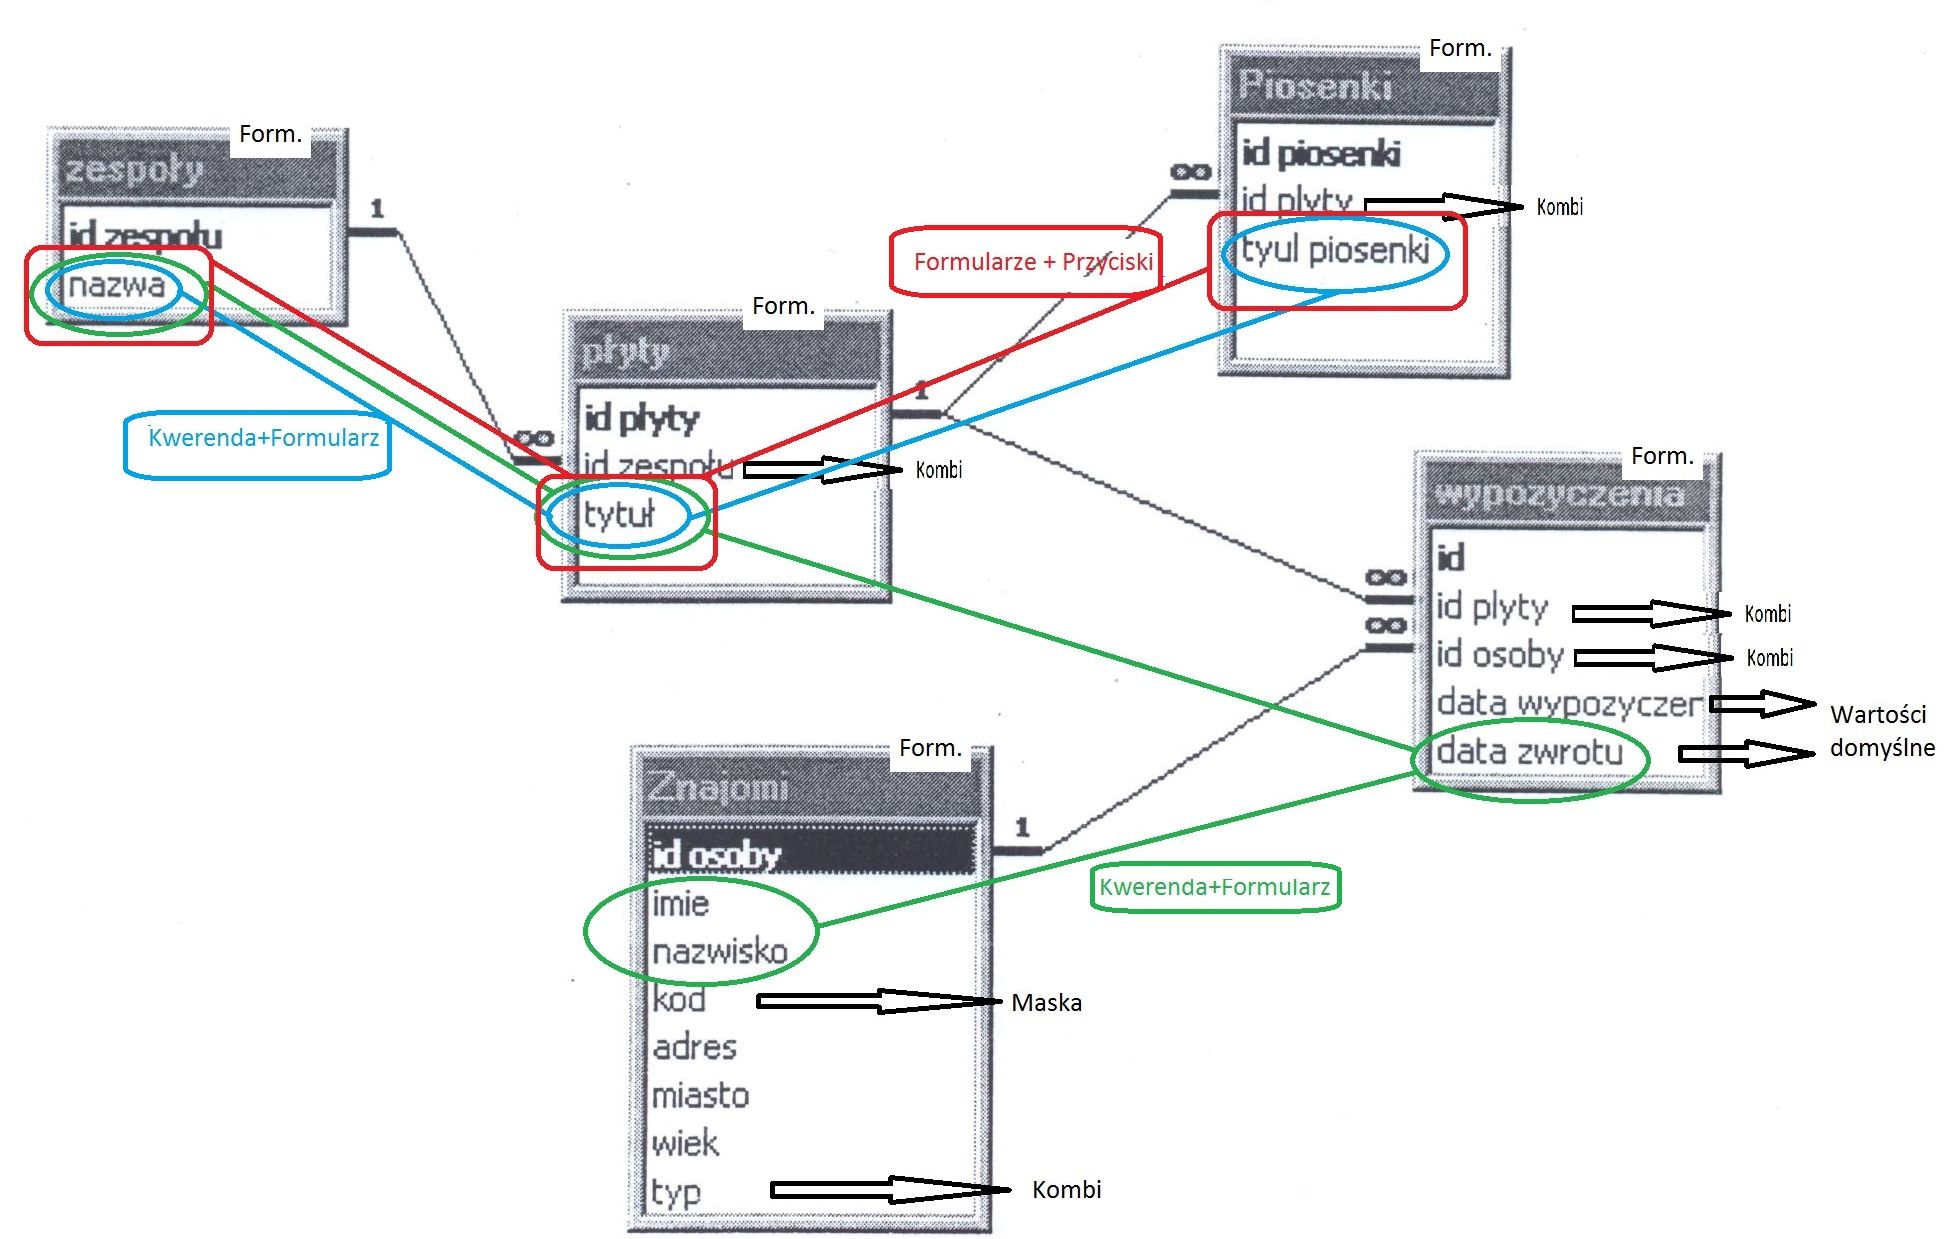 Form.
zespoły
id zespołu
nazwa
1
∞
Kwerenda+Formularz
Form.
płyty
id plyty
id zespołu
Kombi
tytuł
1
∞
Formularze + Przyciski
Form.
Piosenki
id piosenki
id plyty
Kombi
tyul piosenki
Form.
wypozyczenia
id
id plyty
Kombi
id osoby
Kombi
data wypozyczer
data zwrotu
Wartości
domyślne
∞
∞
1
Form.
Znajomi
id osoby
imie
nazwisko
kod
Maska
adres
miasto
wiek
typ
Kombi
Kwerenda+Formularz